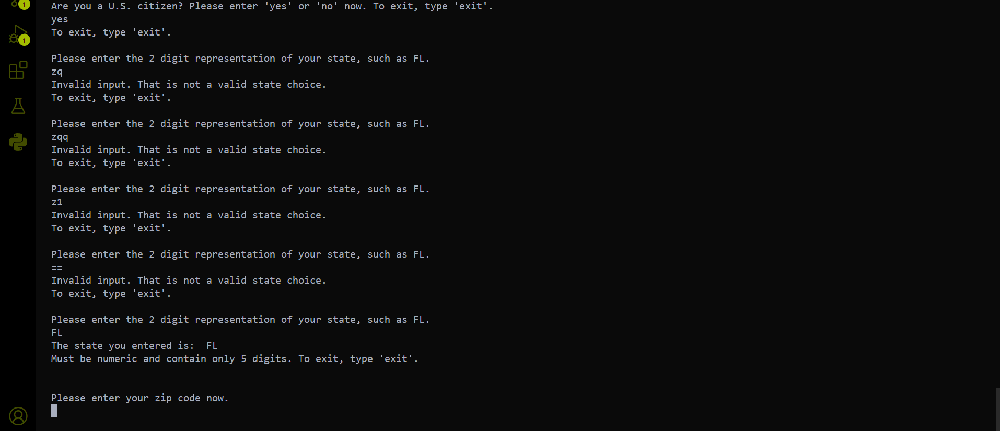 1
Are you a U.S. citizen? Please enter 'yes' or 'no' now. To exit, type 'exit'.
yes
To exit, type 'exit'.
1
Please enter the 2 digit representation of your state, such as FL.
zq
Invalid input. That is not a valid state choice.
To exit, type 'exit'.
Please enter the 2 digit representation of your state, such as FL.
zqq
Invalid input. That is not a valid state choice.
To exit, type 'exit'.
Please enter the 2 digit representation of your state, such as FL.
z1
Invalid input. That is not a valid state choice.
To exit, type 'exit'.
Please enter the 2 digit representation of your state, such as FL.
==
Invalid input. That is not a valid state choice.
To exit, type 'exit'.
Please enter the 2 digit representation of your state, such as FL.
FL
The state you entered is:  FL
Must be numeric and contain only 5 digits. To exit, type 'exit'.
Please enter your zip code now.